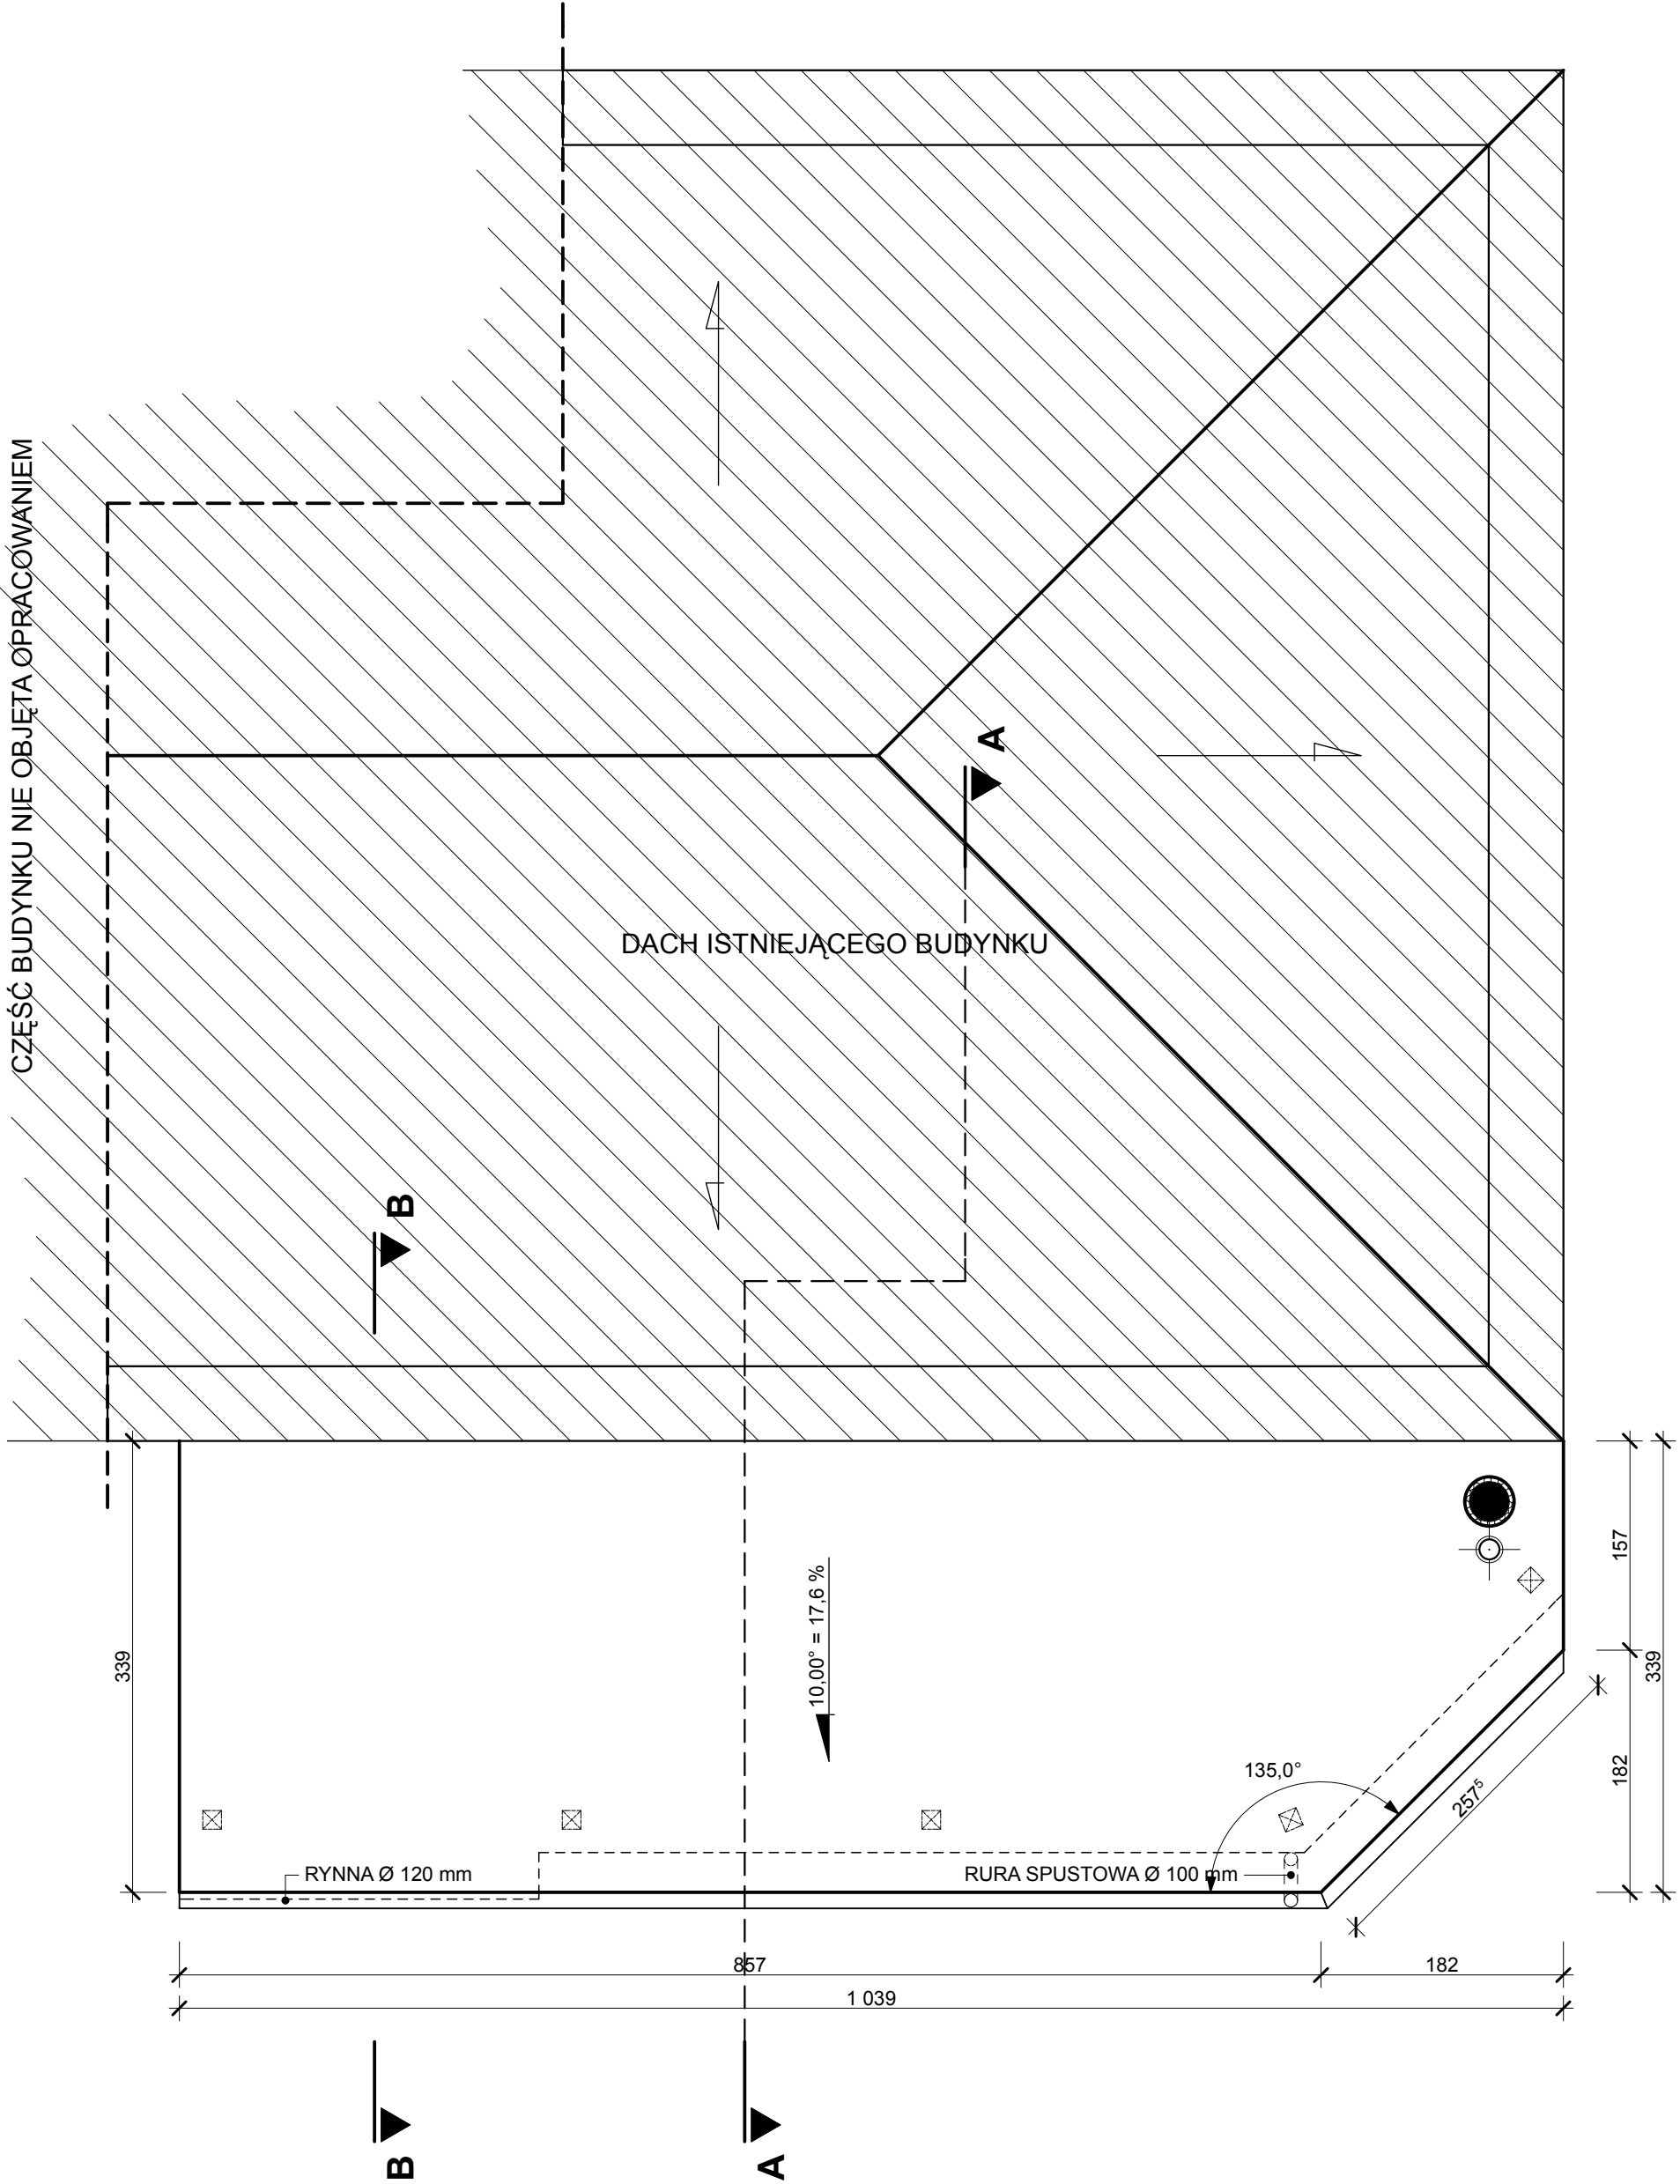 CZĘŚĆ BUDYNKU NIE OBJĘTA OPRACOWANIEM
A
DACH ISTNIEJĄCEGO BUDYNKU
B
339
10,00° = 17,6 %
157
339
182
135,0°
257⁵
RYNNA Ø 120 mm
RURA SPUSTOWA Ø 100 mm
857
182
1 039
B
A